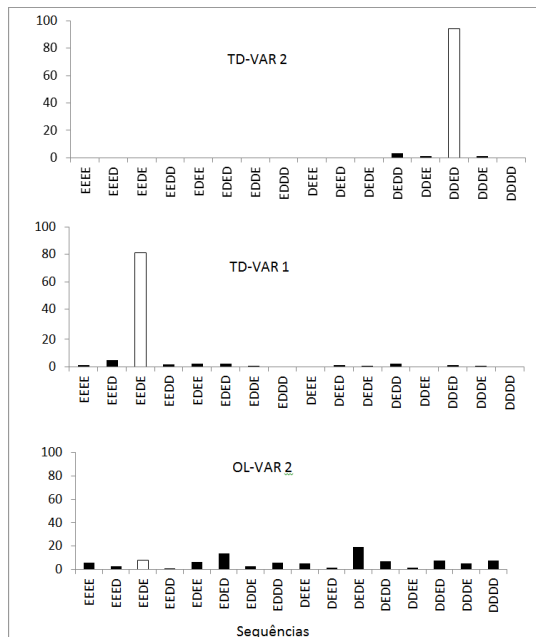 TD-VAR 2
100
80
60
40
20
0
EEEE EEED EEDE EEDD EDEE EDED EDDE EDDD DEEE DEED DEDE DEDD DDEE DDED DDDE DDDD
TD-VAR 1
100
80
60
40
20
0
EEEE EEED EEDE EEDD EDEE EDED EDDE EDDD DEEE DEED DEDE DEDD DDEE DDED DDDE DDDD
OL-VAR 2
100
80
60
40
20
0
EEEE EEED EEDE EEDD EDEE EDED EDDE EDDD DEEE DEED DEDE DEDD DDEE DDED DDDE DDDD
Sequências